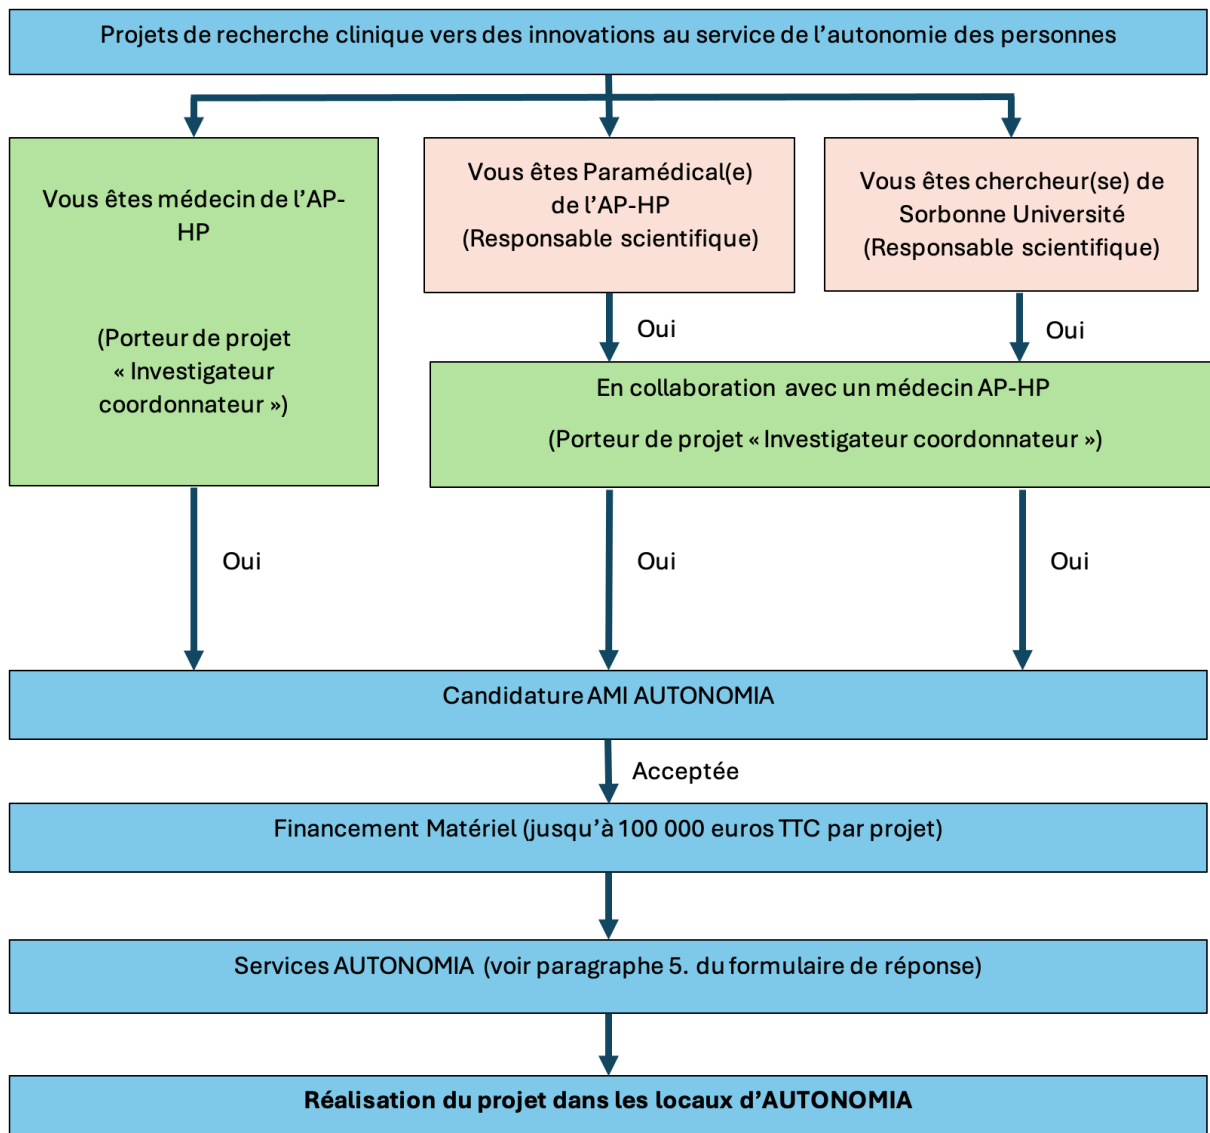 Projets de recherche clinique vers des innovations au service de l’autonomie des personnes
Vous êtes médecin de l’AP-
HP
(Porteur de projet
« Investigateur
coordonnateur »)
Vous êtes Paramédical(e)
de l’AP-HP
(Responsable scientifique)
Vous êtes chercheur(se) de
Sorbonne Université
(Responsable scientifique)
Oui
Oui
En collaboration avec un médecin AP-HP
(Porteur de projet « Investigateur coordonnateur »)
Oui
Oui
Oui
Candidature AMI AUTONOMIA
Acceptée
Financement Matériel (jusqu’à 100 000 euros TTC par projet)
Services AUTONOMIA (voir paragraphe 5. du formulaire de réponse)
Réalisation du projet dans les locaux d’AUTONOMIA